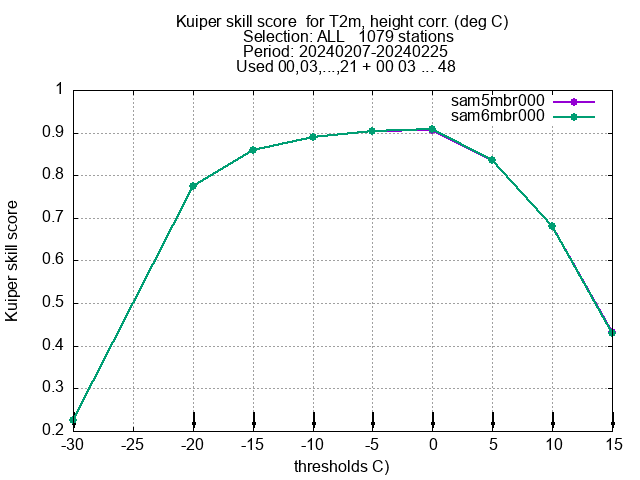 Kuiper skill score  for T2m, height corr. (deg C)
Selection: ALL   1079 stations
Period: 20240207-20240225
Used 00,03,...,21 + 00 03 ... 48
sam5mbr000
sam6mbr000
1
0.9
0.8
0.7
0.6
0.5
0.4
0.3
0.2
Kuiper skill score
-30 -25 -20 -15 -10 -5 0 5 10 15
thresholds C)